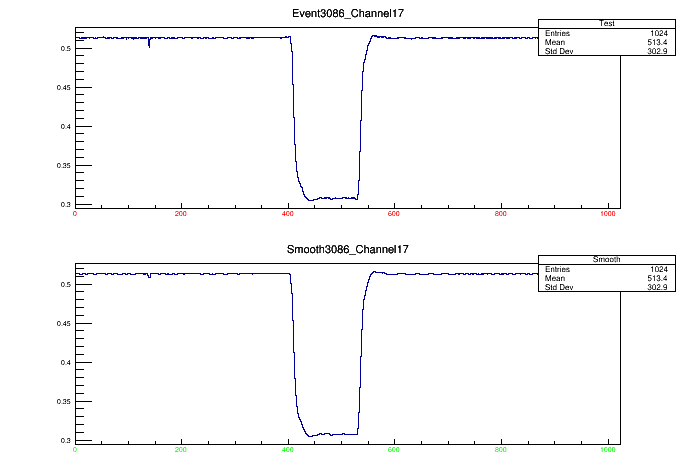 Event3086_Channel17
Test
Entries 1024
Mean 513.4
Std Dev 302.9
0.5
0.45
0.4
0.35
0.3
0 200 400 600 800 1000
Smooth3086_Channel17
Smooth
Entries 1024
Mean 513.4
Std Dev 302.9
0.5
0.45
0.4
0.35
0.3
0 200 400 600 800 1000